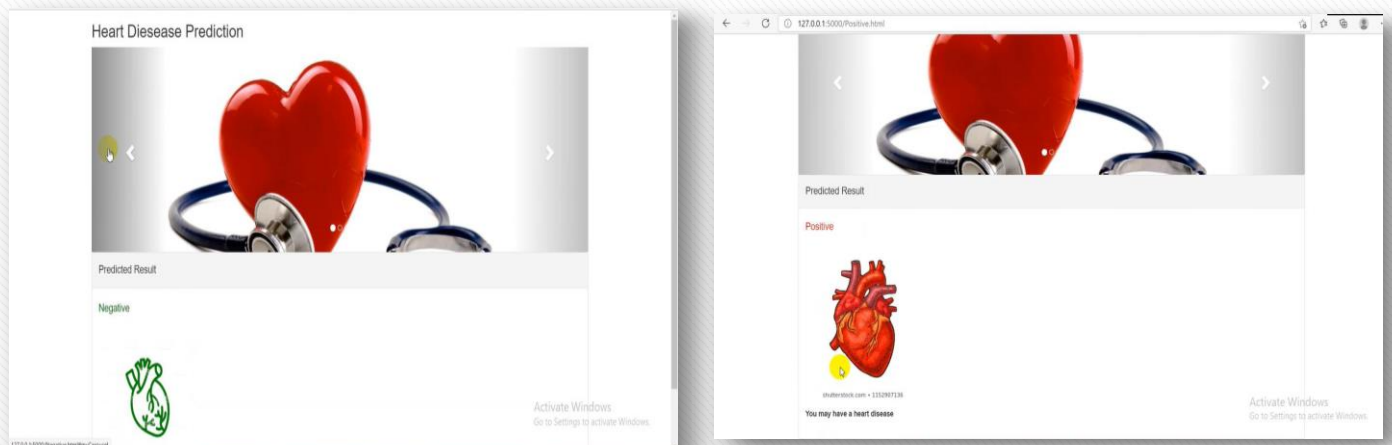 Heart Diesease Prediction
Predicted Result
Negative
Activate Windows
Go to Settings to activate Windows.
127.0.0.1:5000/Positive.html
Predicted Result
Positive
shutterstock.com • 1152907136
You may have a heart disease
Activate Windows
Go to Settings to activate Windows.